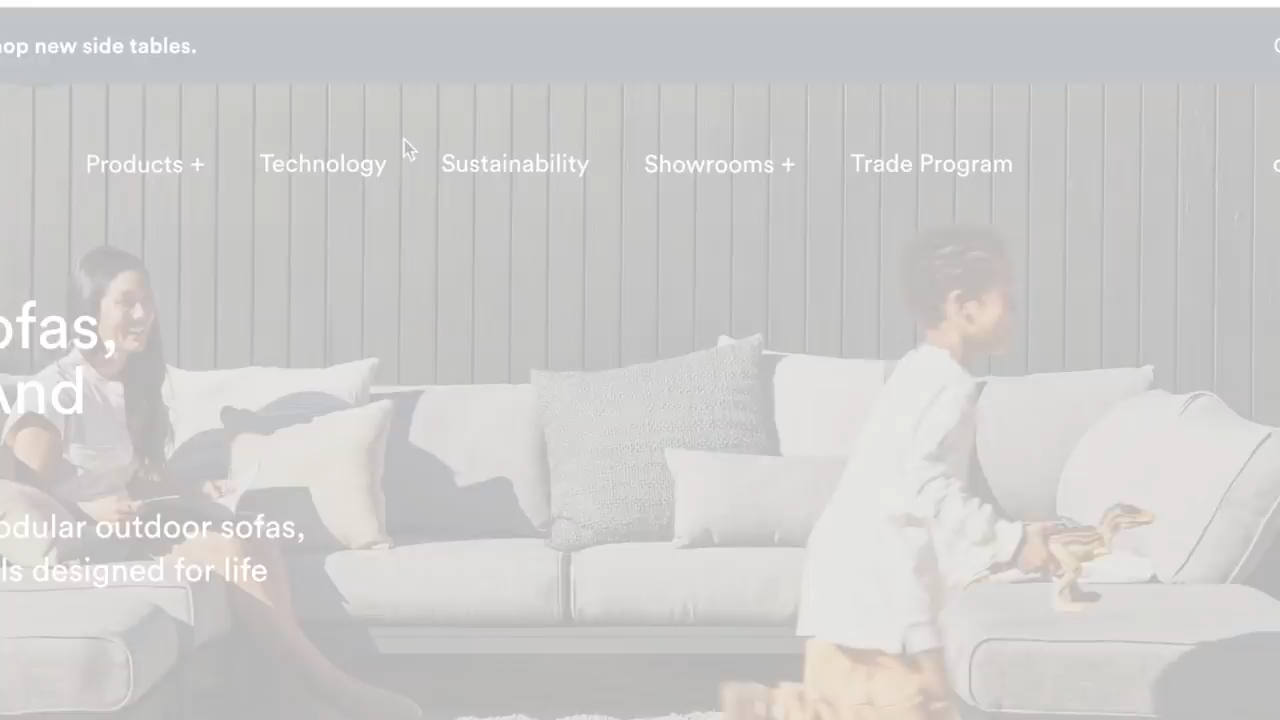 hop new side tables.
Products + Technology Sustainability Showrooms + Trade Program
ofas,
And
odular outdoor sofas,
ls designed for life